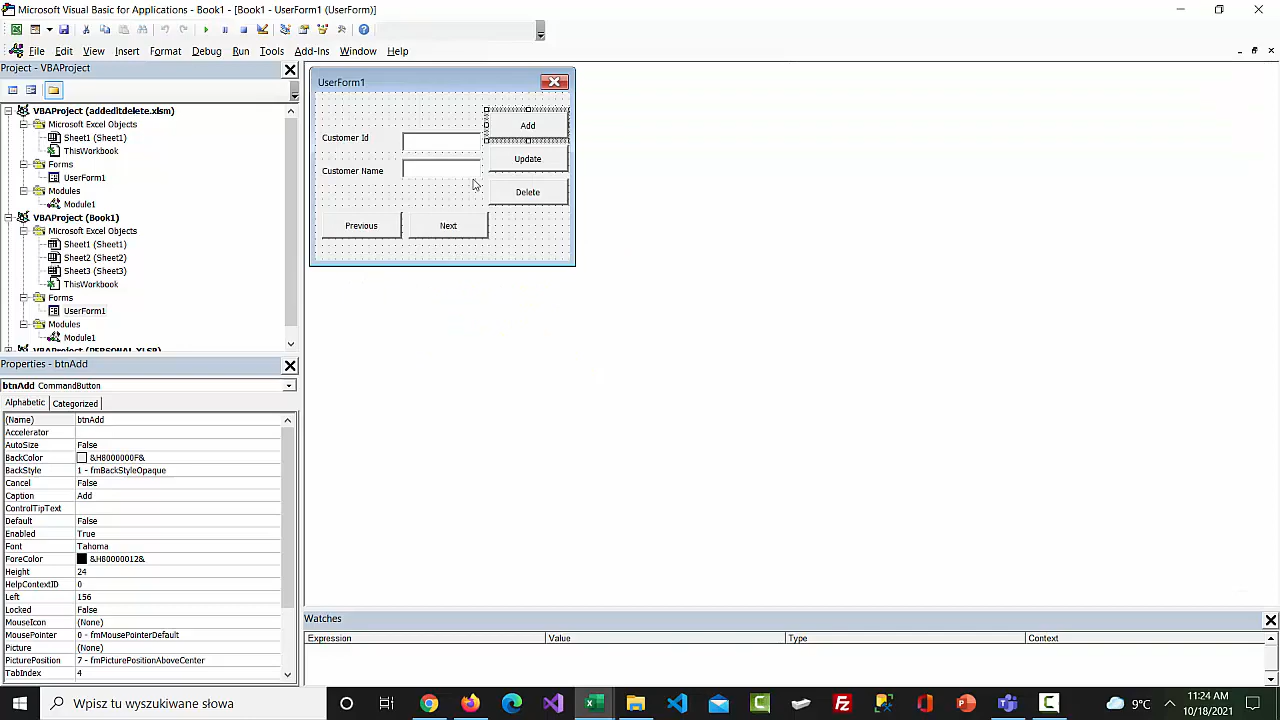 Microsoft Visual Basic for Applications - Book1 - [Book1 - UserForm1 (UserForm)]
File Edit View Insert Format Debug Run Tools Add-Ins Window Help
Project - VBAProject
VBAProject (addeditdelete.xlsm)
Microsoft Excel Objects
Sheet1 (Sheet1)
ThisWorkbook
Forms
UserForm1
Modules
Module1
VBAProject (Book1)
Microsoft Excel Objects
Sheet1 (Sheet1)
Sheet2 (Sheet2)
Sheet3 (Sheet3)
ThisWorkbook
Forms
UserForm1
Modules
Module1
VBAProject (PERSONAL.XLSB)
UserForm1
Customer Id
Customer Name
Add
Update
Delete
Previous Next
Properties - btnAdd
btnAdd CommandButton
Alphabetic Categorized
(Name) btnAdd
Accelerator
AutoSize False
BackColor &H8000000F&
BackStyle 1 - fmBackStyleOpaque
Cancel False
Caption Add
ControlTipText
Default False
Enabled True
Font Tahoma
ForeColor &H80000012&
Height 24
HelpContextID 0
Left 156
Locked False
MouseIcon (None)
MousePointer 0 - fmMousePointerDefault
Picture (None)
PicturePosition 7 - fmPicturePositionAboveCenter
TabIndex 4
Watches
Expression Value Type Context
Wpisz tu wyszukiwane słowa
9°C
11:24 AM
10/18/2021